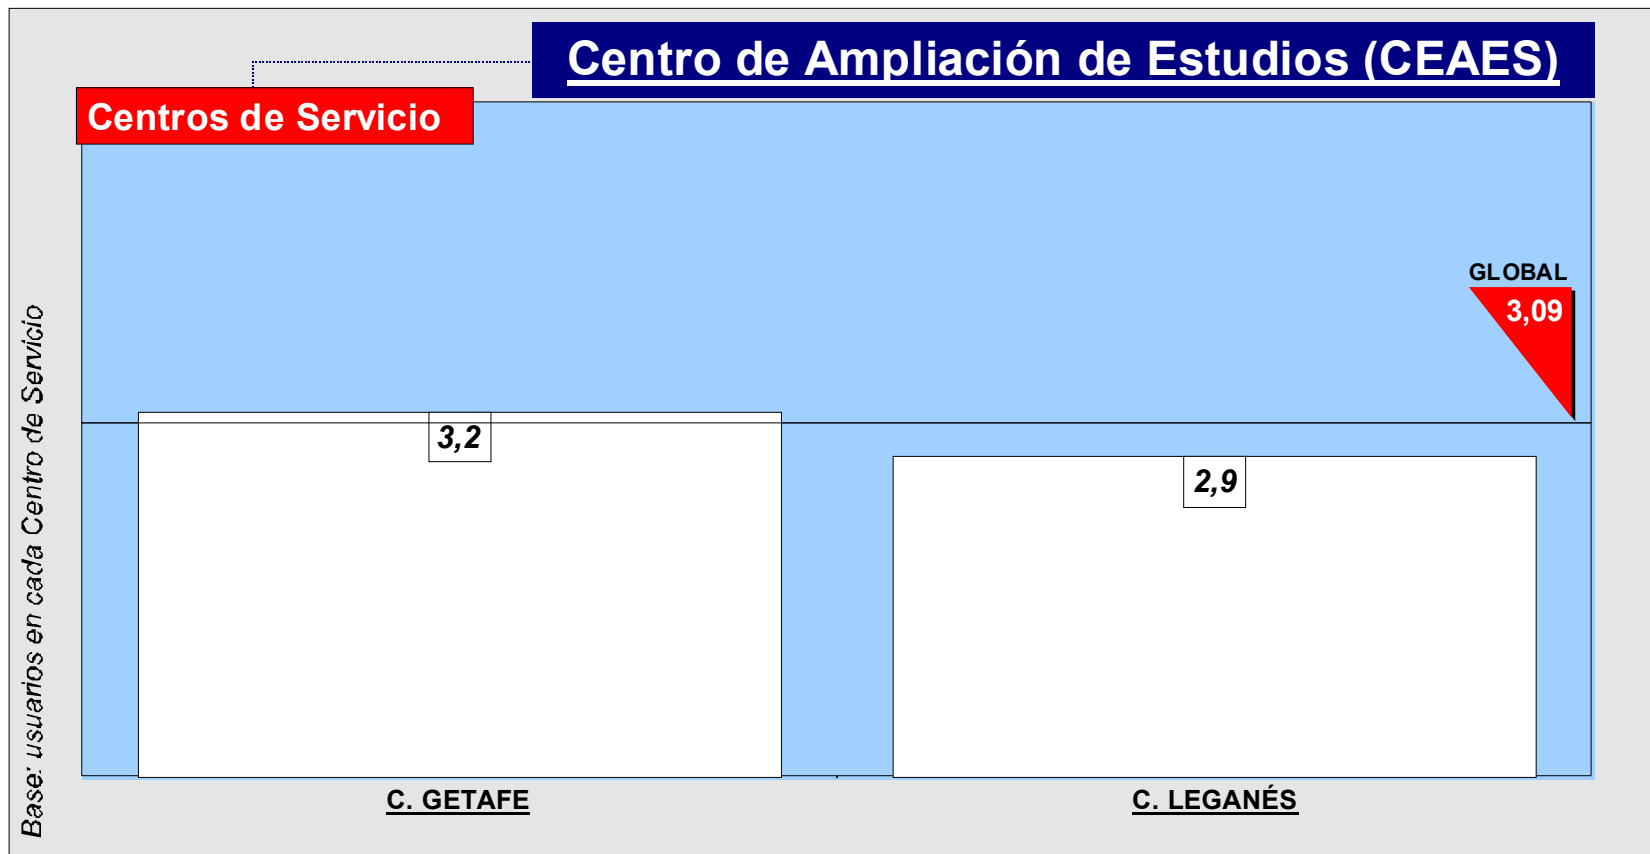 Centro de Ampliación de Estudios (CEAES)
Centros de Servicio
GLOBAL
3,09
3,2
2,9
C. GETAFE
C. LEGANÉS
Base: usuarios en cada Centro de Servicio